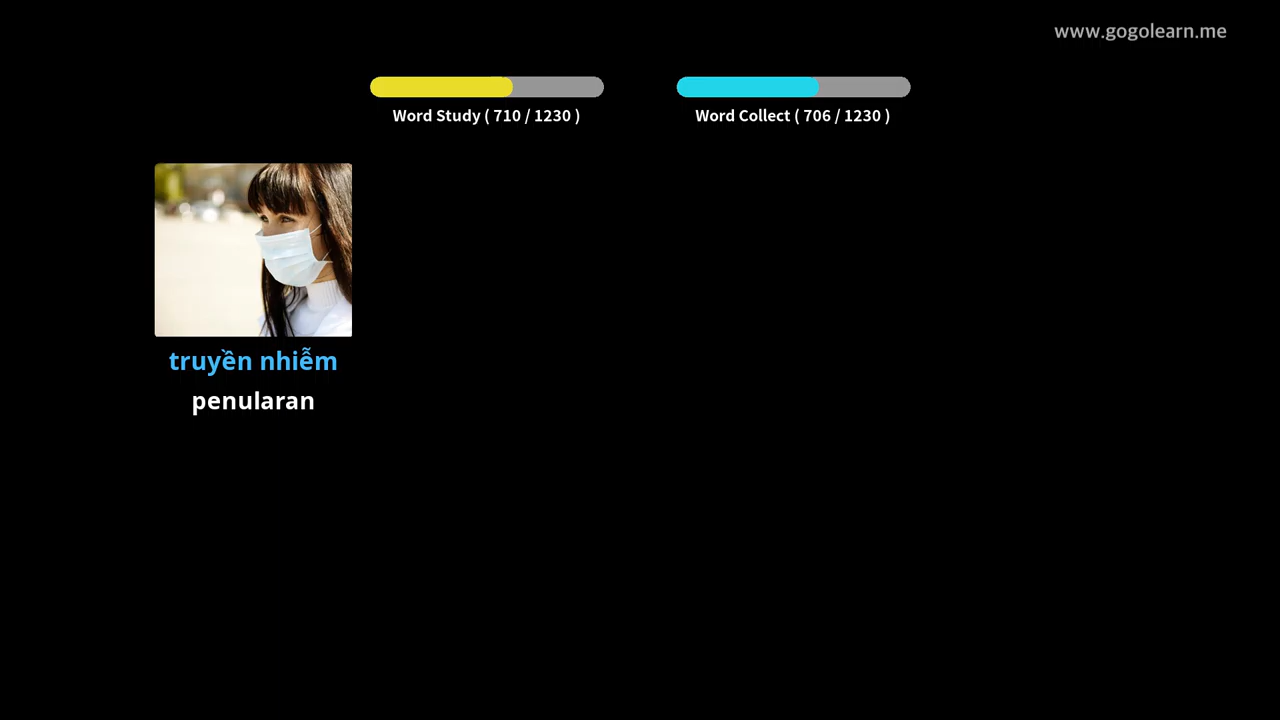 www.gogolearn.me
Word Study ( 710 / 1230 )
Word Collect ( 706 / 1230 )
truyền nhiễm
penularan